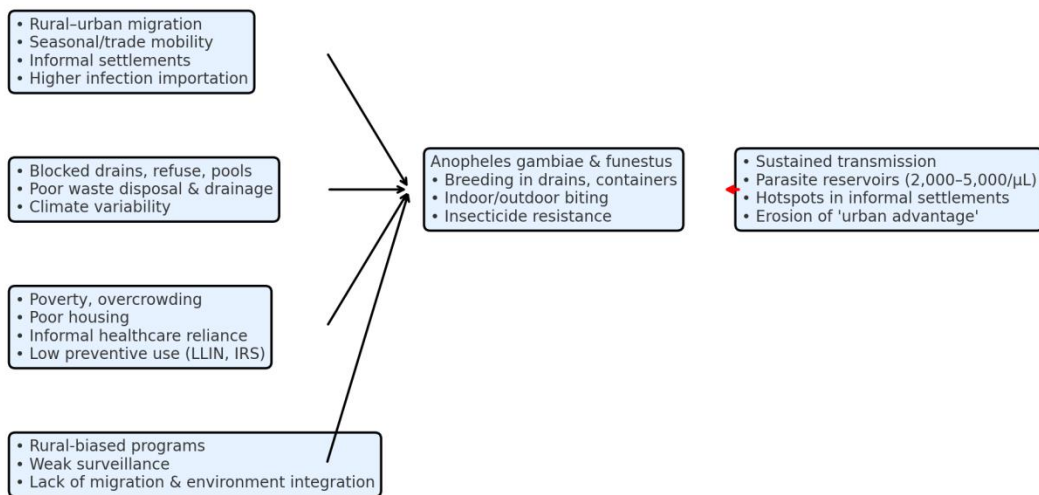 • Rural–urban migration
• Seasonal/trade mobility
• Informal settlements
• Higher infection importation
• Blocked drains, refuse, pools
• Poor waste disposal & drainage
• Climate variability
• Poverty, overcrowding
• Poor housing
• Informal healthcare reliance
• Low preventive use (LLIN, IRS)
• Rural-biased programs
• Weak surveillance
• Lack of migration & environment integration
Anopheles gambiae & funestus
• Breeding in drains, containers
• Indoor/outdoor biting
• Insecticide resistance
• Sustained transmission
• Parasite reservoirs (2,000–5,000/μL)
• Hotspots in informal settlements
• Erosion of 'urban advantage'